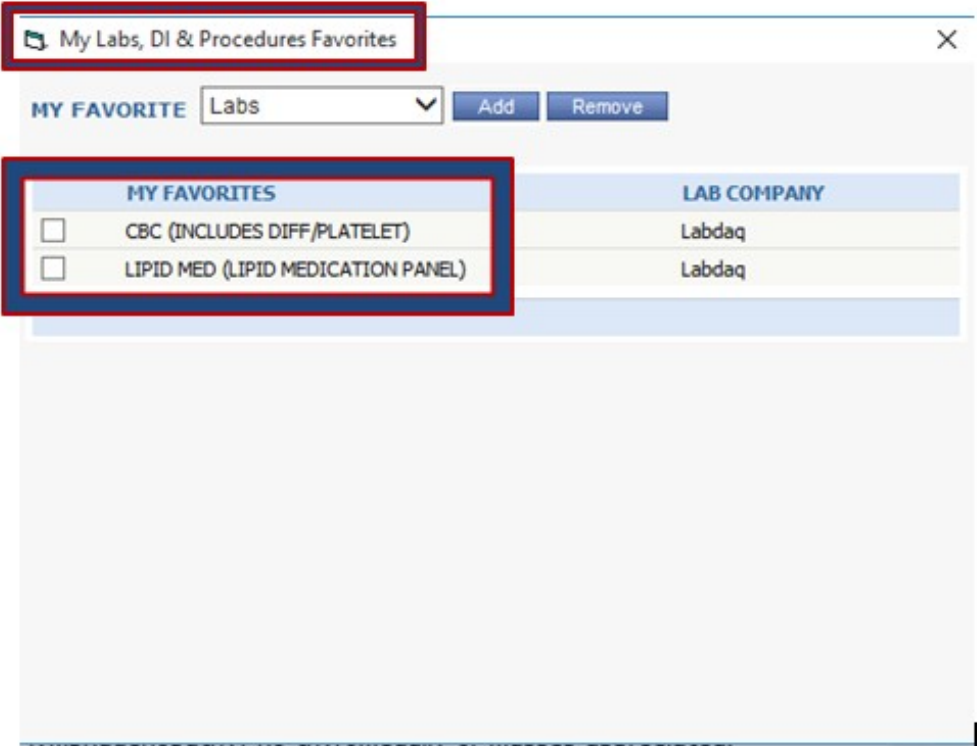 My Labs, DI & Procedures Favorites
MY FAVORITE Labs Add Remove
MY FAVORITES LAB COMPANY
CBC (INCLUDES DIFF/PLATELET) Labdaq
LIPID MED (LIPID MEDICATION PANEL) Labdaq